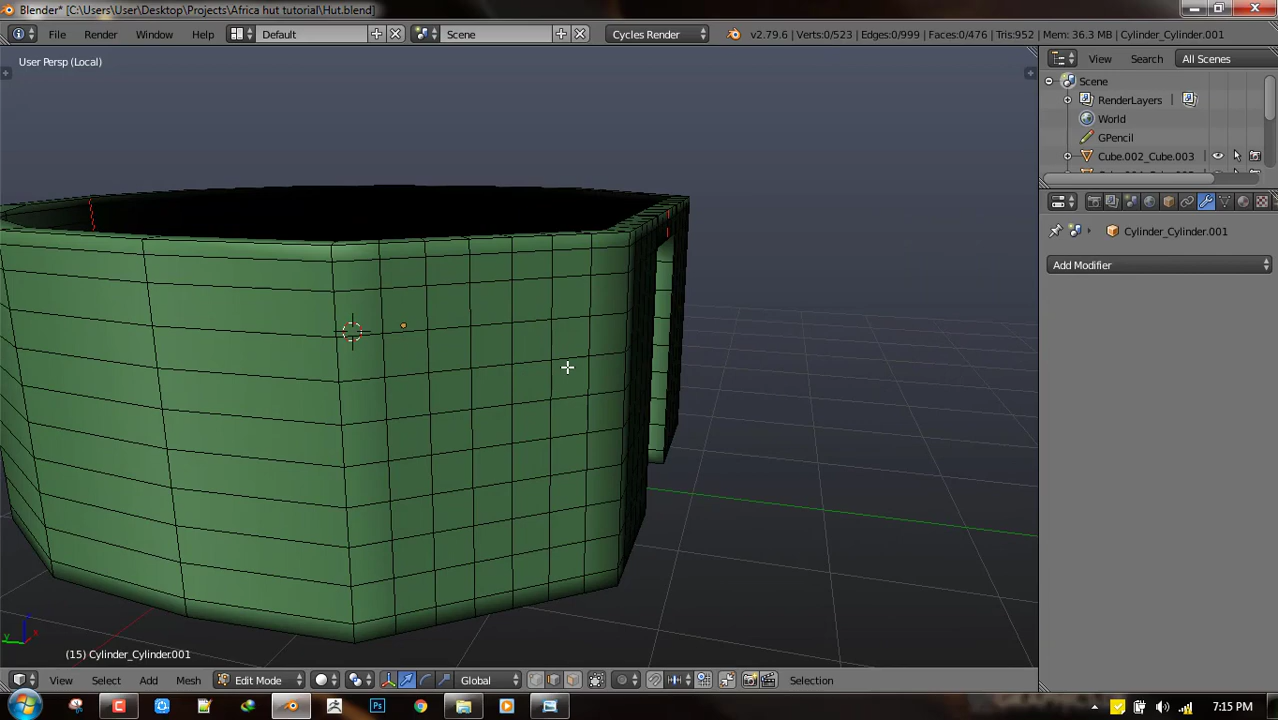 Blender* [C:\Users\User\Desktop\Projects\Africa hut tutorial\Hut.blend]
File Render Window Help Default Scene Cycles Render v2.79.6 | Verts:0/523 | Edges:0/999 | Faces:0/476 | Tris:952 | Mem: 36.3 MB | Cylinder_Cylinder.001
User Persp (Local)
View Search All Scenes
Scene
RenderLayers
World
GPencil
Cube.002_Cube.003
Cylinder_Cylinder.001
Add Modifier
z
y x
(15) Cylinder_Cylinder.001
View Select Add Mesh Edit Mode Global Selection
Ps 7:15 PM